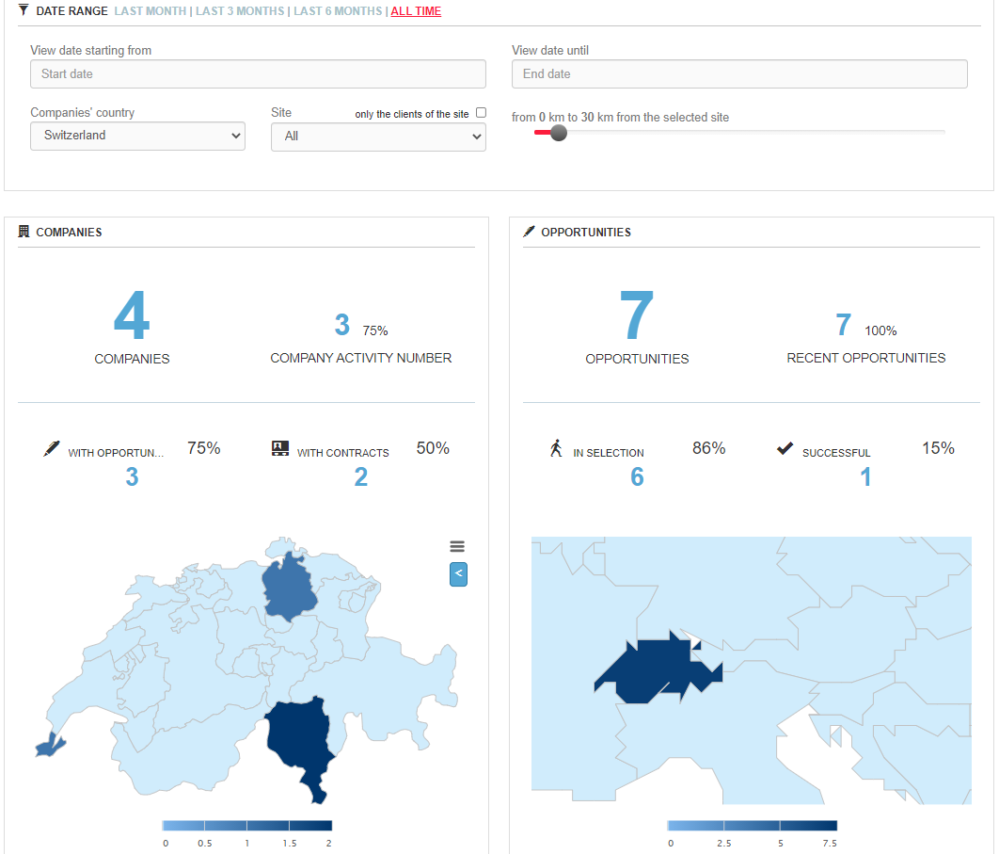 DATE RANGE LAST MONTH | LAST 3 MONTHS | LAST 6 MONTHS | ALL TIME
View date starting from
View date until
Start date
End date
Companies' country
Site
only the clients of the site
from 0 km to 30 km from the selected site
Switzerland
All
COMPANIES
4
COMPANIES
3 75%
COMPANY ACTIVITY NUMBER
WITH OPPORTUN... 75%
3
WITH CONTRACTS 50%
2
<
0 0.5 1 1.5 2
OPPORTUNITIES
7
OPPORTUNITIES
7 100%
RECENT OPPORTUNITIES
IN SELECTION 86%
6
SUCCESSFUL 15%
1
0 2.5 5 7.5